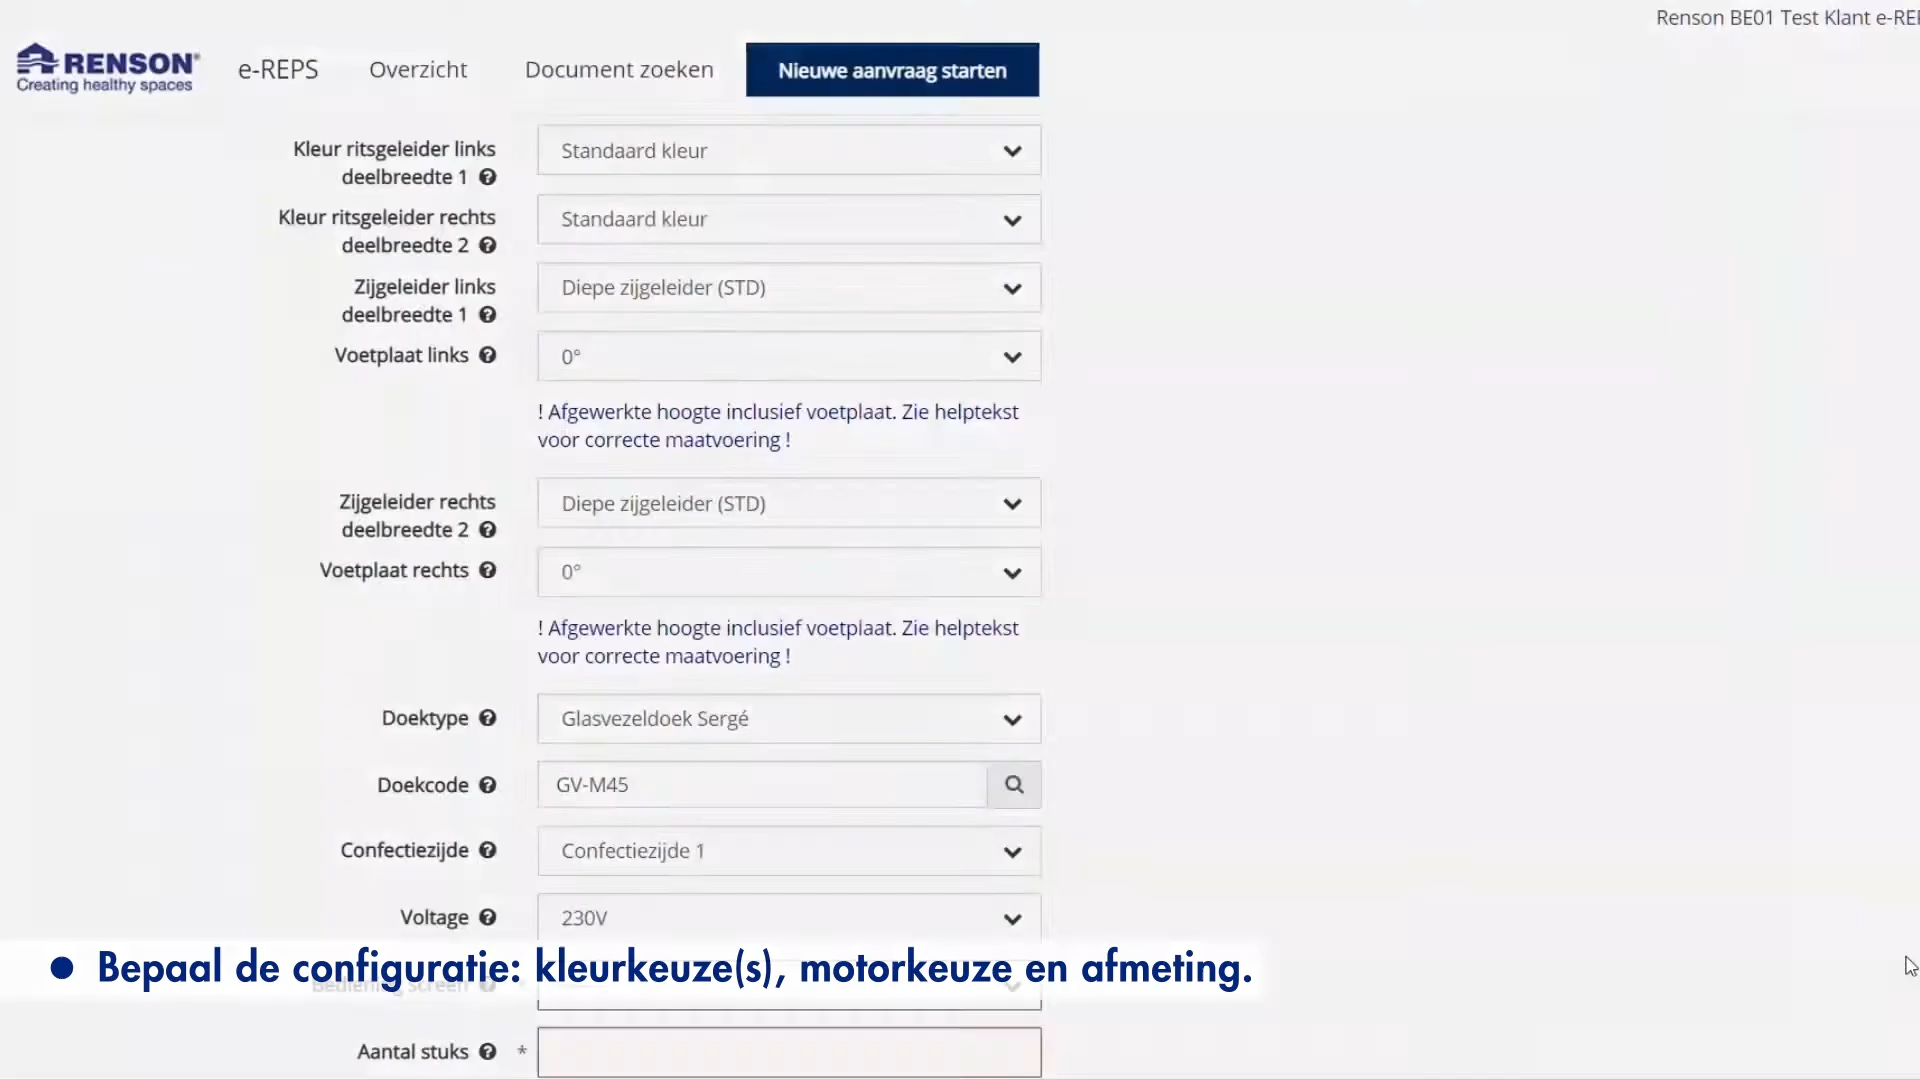 Renson BE01 Test Klant e-REP
RENSON®
Creating healthy spaces
e-REPS
Overzicht
Document zoeken
Nieuwe aanvraag starten
Kleur ritsgeleider links
deelbreedte 1
Standaard kleur
Kleur ritsgeleider rechts
deelbreedte 2
Standaard kleur
Zijgeleider links
deelbreedte 1
Diepe zijgeleider (STD)
Voetplaat links
0°
! Afgewerkte hoogte inclusief voetplaat. Zie helptekst
voor correcte maatvoering !
Zijgeleider rechts
deelbreedte 2
Diepe zijgeleider (STD)
Voetplaat rechts
0°
! Afgewerkte hoogte inclusief voetplaat. Zie helptekst
voor correcte maatvoering !
Doektype
Glasvezeldoek Sergé
Doekcode
GV-M45
Confectiezijde
Confectiezijde 1
Voltage
230V
● Bepaal de configuratie: kleurkeuze(s), motorkeuze en afmeting.
Bediening screen
Aantal stuks *